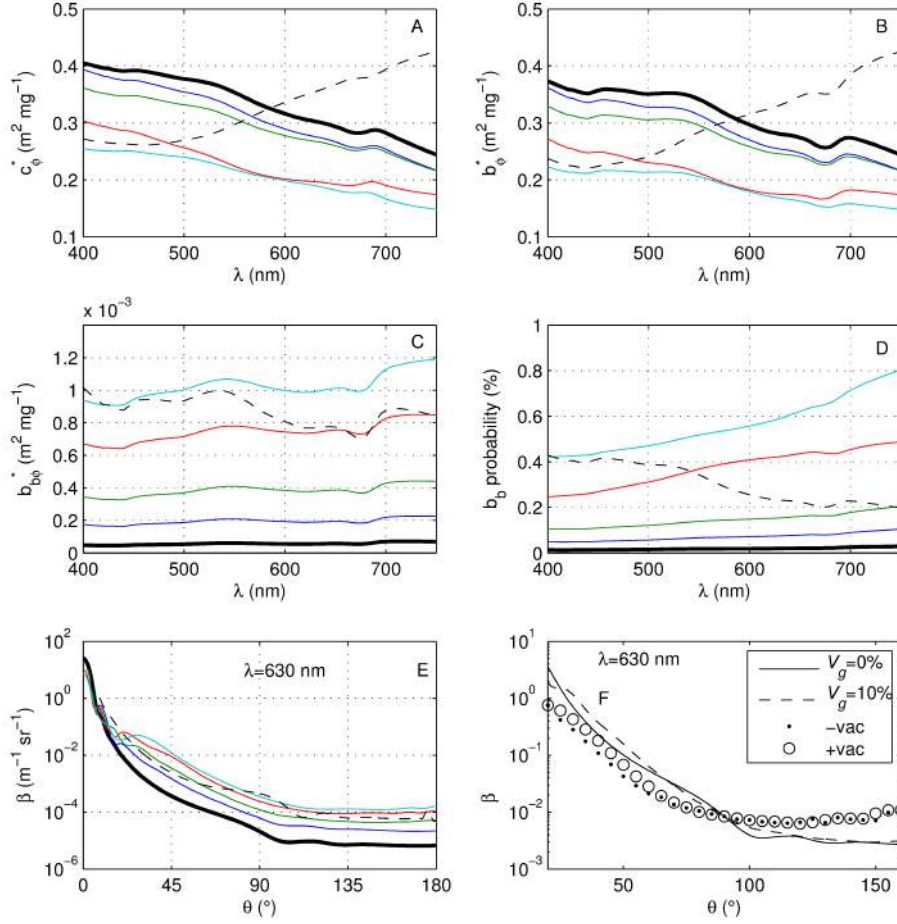 A
0.5
0.4
0.3
0.2
0.1
c*ϕ (m² mg⁻¹)
400 500 600 700
λ (nm)
B
0.5
0.4
0.3
0.2
0.1
b*ϕ (m² mg⁻¹)
400 500 600 700
λ (nm)
x 10⁻³
C
1.2
1
0.8
0.6
0.4
0.2
0
b*bϕ (m² mg⁻¹)
400 500 600 700
λ (nm)
D
1
0.8
0.6
0.4
0.2
0
bb probability (%)
400 500 600 700
λ (nm)
λ=630 nm
E
10²
10⁰
10⁻²
10⁻⁴
10⁻⁶
β (m⁻¹ sr⁻¹)
0 45 90 135 180
θ (°)
λ=630 nm
F
Vg=0%
Vg=10%
−vac
+vac
10¹
10⁰
10⁻¹
10⁻²
10⁻³
β
50 100 150
θ (°)